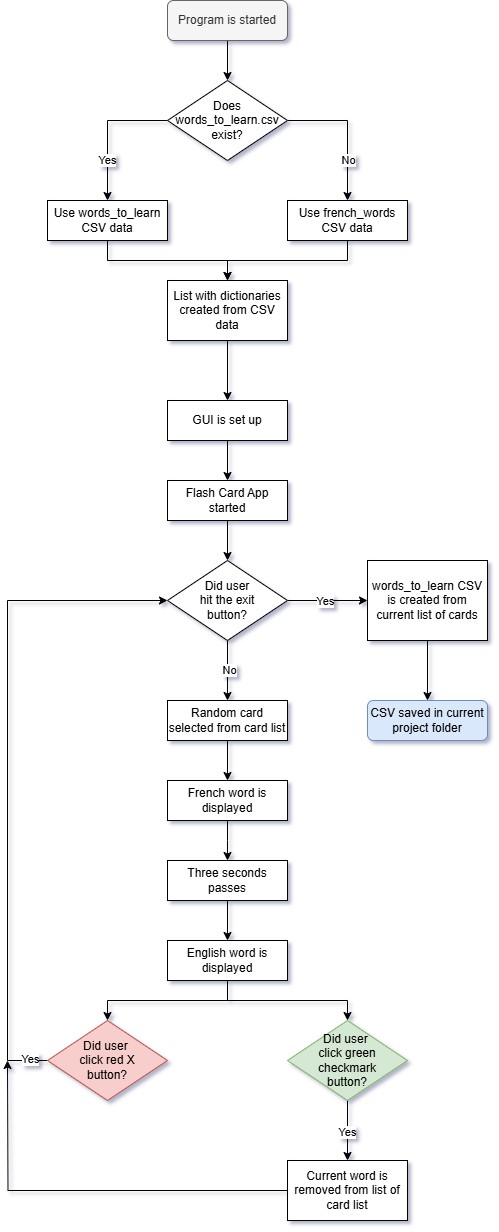 Program is started
Does
words_to_learn.csv
exist?
Yes
No
Use words_to_learn
CSV data
Use french_words
CSV data
List with dictionaries
created from CSV
data
GUI is set up
Flash Card App
started
Did user
hit the exit
button?
Yes
words_to_learn CSV
is created from
current list of cards
No
Random card
selected from card list
CSV saved in current
project folder
French word is
displayed
Three seconds
passes
English word is
displayed
Did user
click red X
button?
Yes
Did user
click green
checkmark
button?
Yes
Current word is
removed from list of
card list